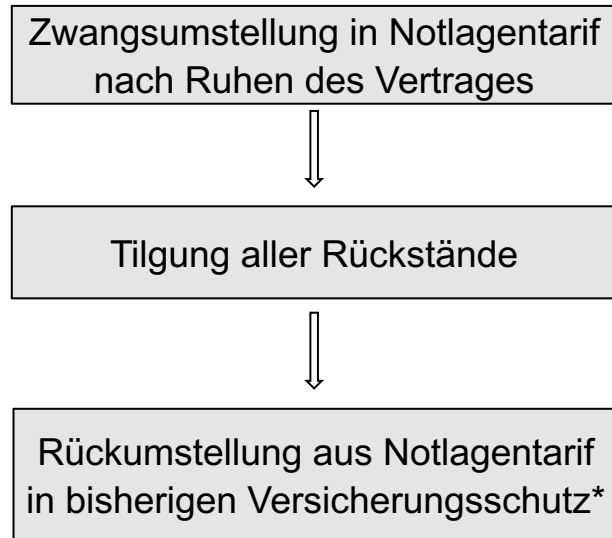 Zwangsumstellung in Notlagentarif
nach Ruhen des Vertrages
Tilgung aller Rückstände
Rückumstellung aus Notlagentarif
in bisherigen Versicherungsschutz*